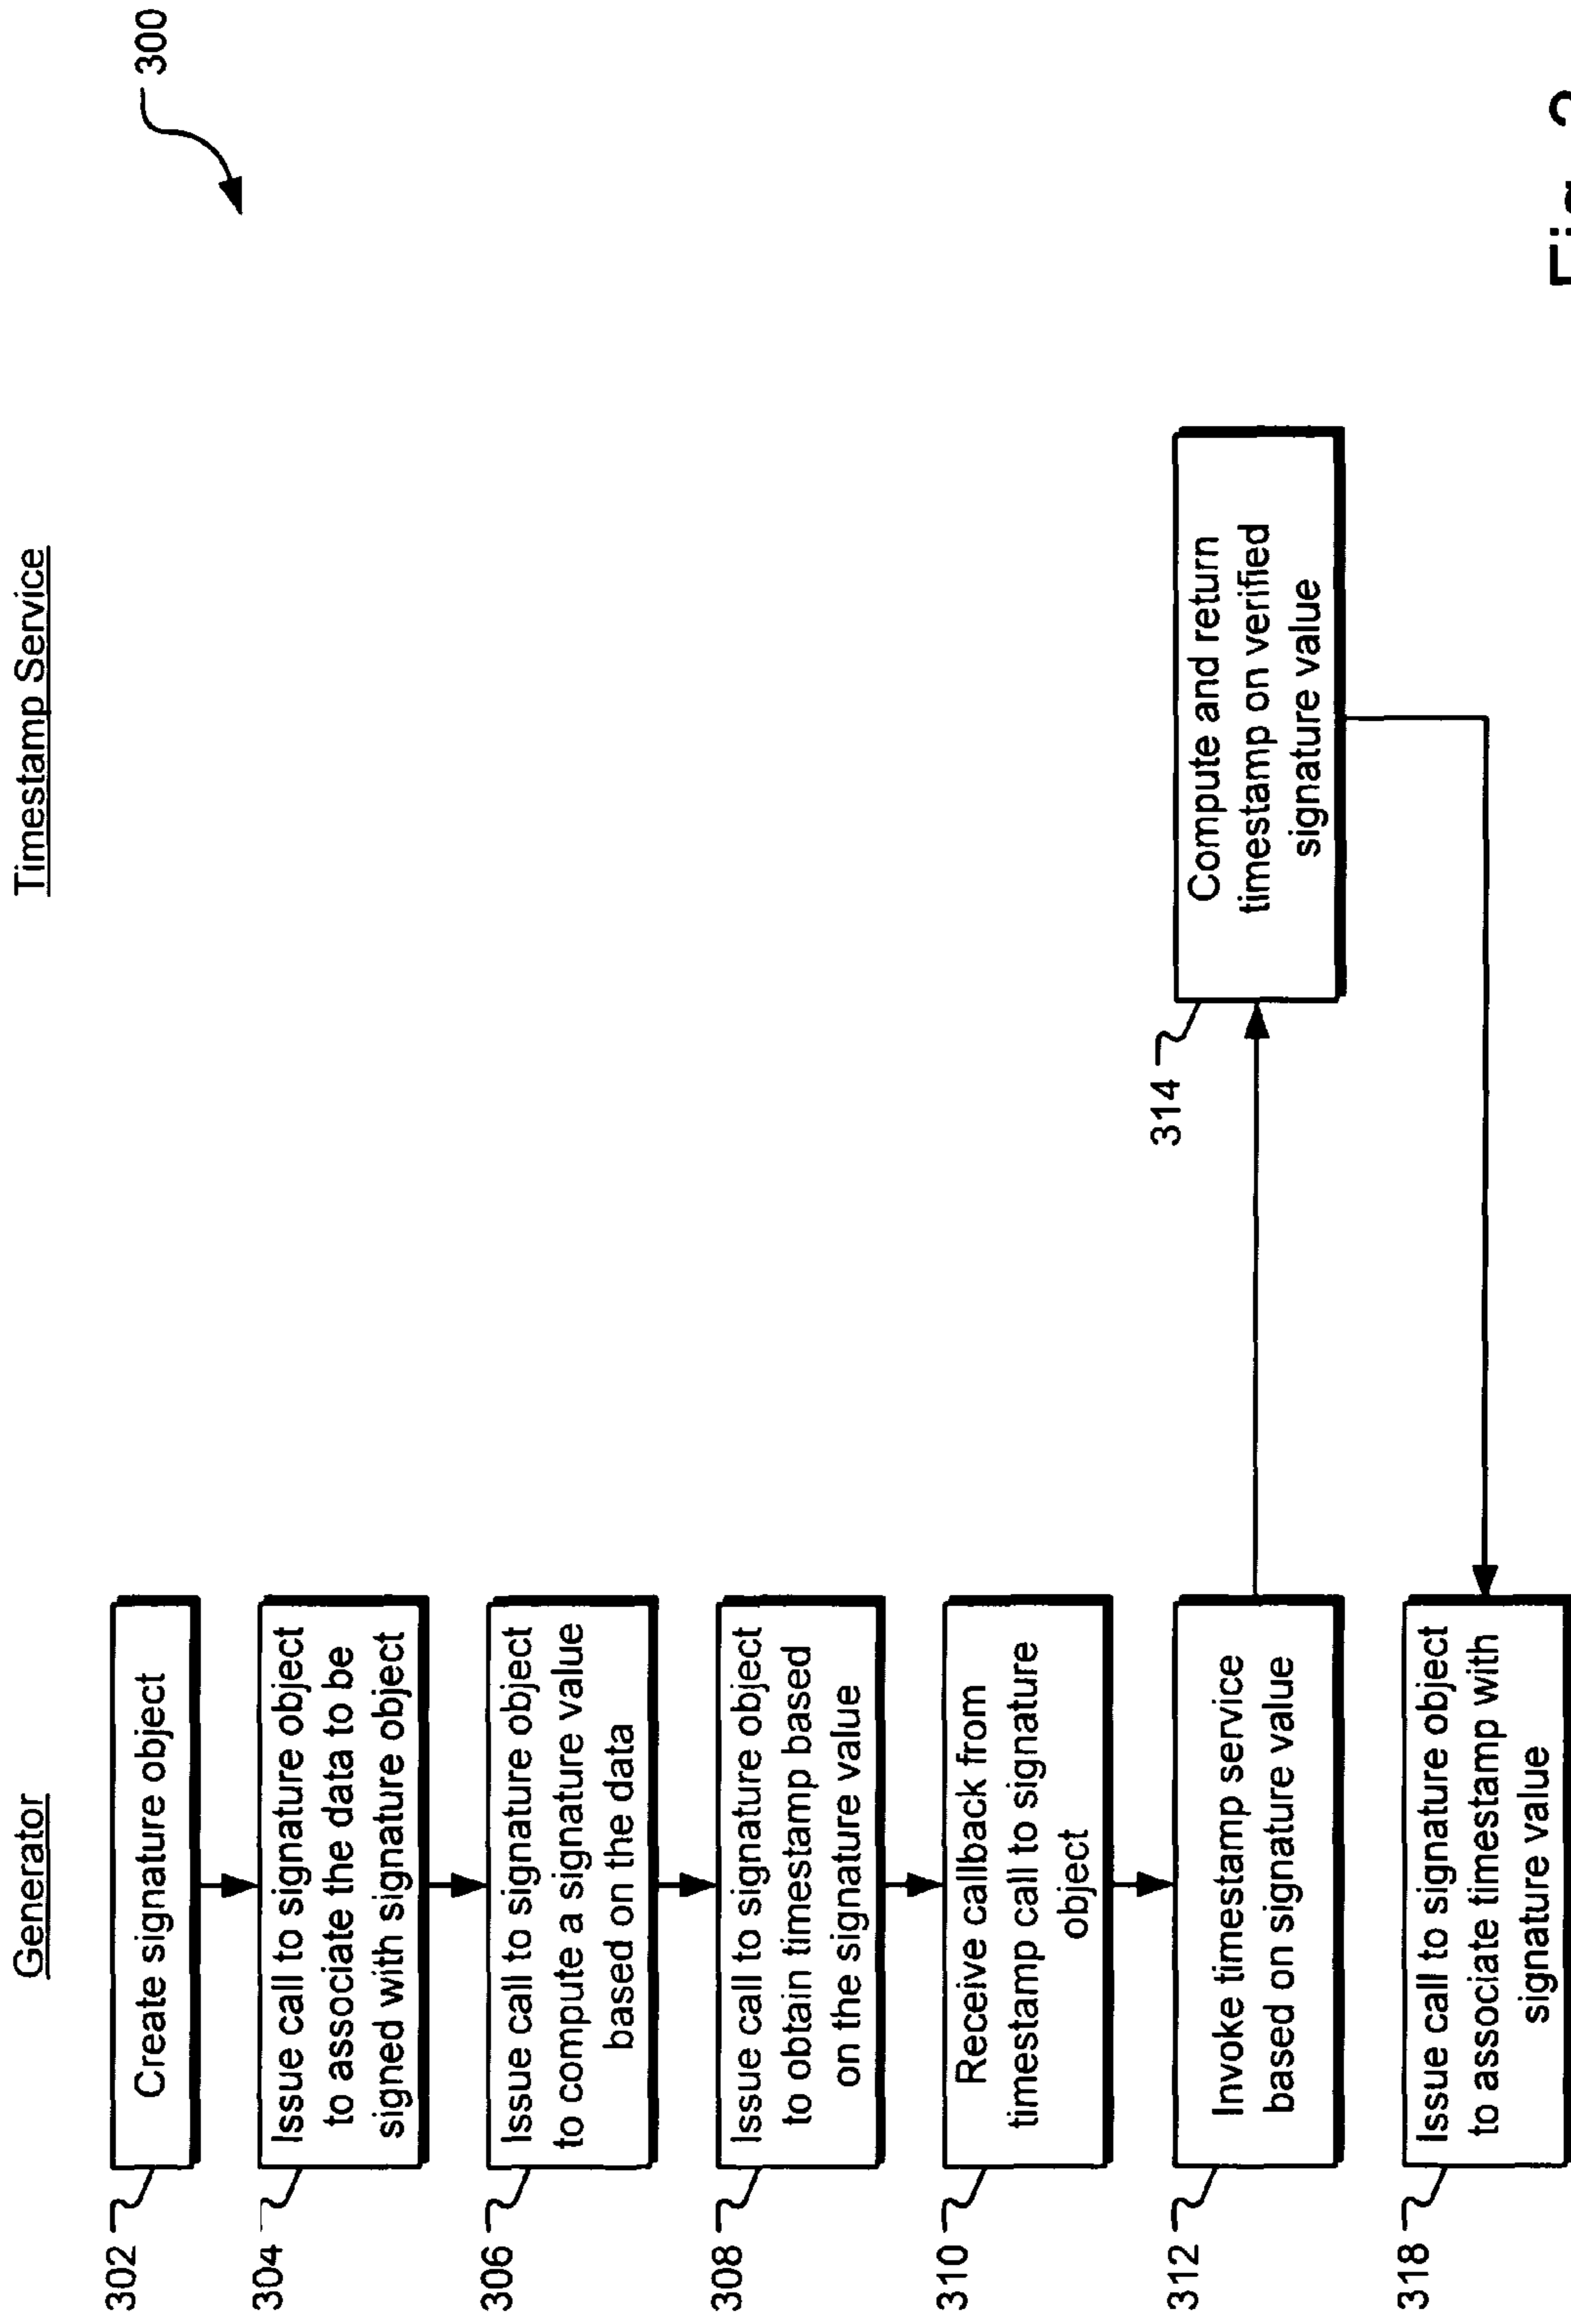 Generator
Timestamp Service
300
302
Create signature object
304
Issue call to signature object
to associate the data to be
signed with signature object
306
Issue call to signature object
to compute a signature value
based on the data
308
Issue call to signature object
to obtain timestamp based
on the signature value
310
Receive callback from
timestamp call to signature
object
312
Invoke timestamp service
based on signature value
314
Compute and return
timestamp on verified
signature value
318
Issue call to signature object
to associate timestamp with
signature value